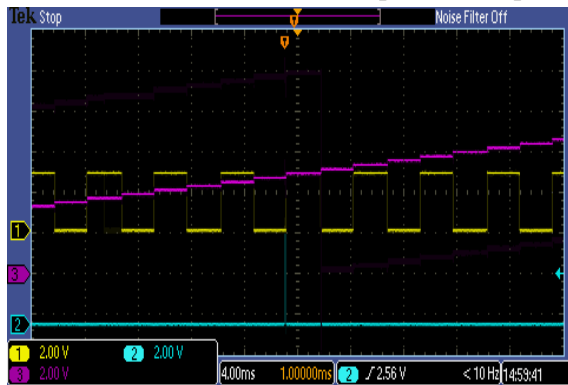 Tek Stop Noise Filter Off
T
T
1
3
2
1 2.00 V 2 2.00 V
3 2.00 V 4.00ms 1.00000ms 2 2.56 V < 10 Hz 14:59:41